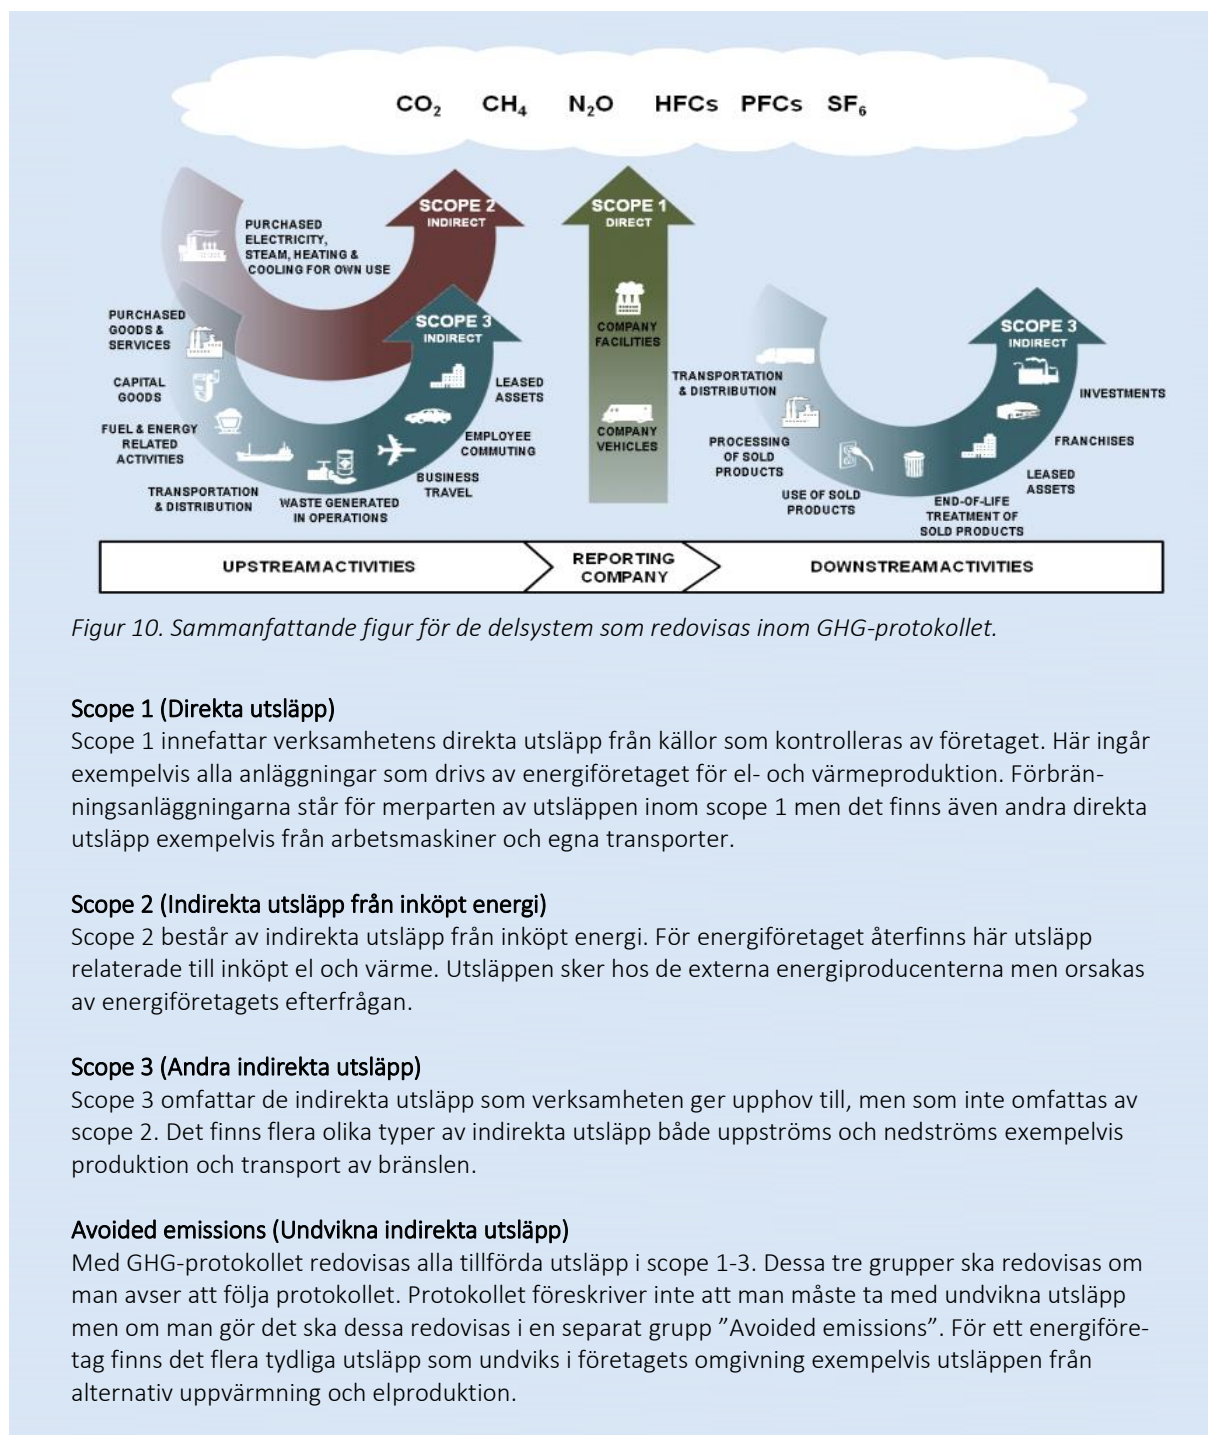 CO₂ CH₄ N₂O HFCs PFCs SF₆
SCOPE 2
INDIRECT
SCOPE 1
DIRECT
PURCHASED
ELECTRICITY,
STEAM, HEATING &
COOLING FOR OWN USE
PURCHASED
GOODS &
SERVICES
CAPITAL
GOODS
FUEL & ENERGY
RELATED
ACTIVITIES
TRANSPORTATION
& DISTRIBUTION
WASTE GENERATED
IN OPERATIONS
BUSINESS
TRAVEL
EMPLOYEE
COMMUTING
LEASED
ASSETS
SCOPE 3
INDIRECT
COMPANY
FACILITIES
COMPANY
VEHICLES
TRANSPORTATION
& DISTRIBUTION
PROCESSING
OF SOLD
PRODUCTS
USE OF SOLD
PRODUCTS
END-OF-LIFE
TREATMENT OF
SOLD PRODUCTS
LEASED
ASSETS
FRANCHISES
INVESTMENTS
SCOPE 3
INDIRECT
UPSTREAM ACTIVITIES
REPORTING
COMPANY
DOWNSTREAM ACTIVITIES
Figur 10. Sammanfattande figur för de delsystem som redovisas inom GHG-protokollet.
Scope 1 (Direkta utsläpp)
Scope 1 innefattar verksamhetens direkta utsläpp från källor som kontrolleras av företaget. Här ingår
exempelvis alla anläggningar som drivs av energiföretaget för el- och värmeproduktion. Förbrän-
ningsanläggningarna står för merparten av utsläppen inom scope 1 men det finns även andra direkta
utsläpp exempelvis från arbetsmaskiner och egna transporter.
Scope 2 (Indirekta utsläpp från inköpt energi)
Scope 2 består av indirekta utsläpp från inköpt energi. För energiföretaget återfinns här utsläpp
relaterade till inköpt el och värme. Utsläppen sker hos de externa energiproducenterna men orsakas
av energiföretagets efterfrågan.
Scope 3 (Andra indirekta utsläpp)
Scope 3 omfattar de indirekta utsläpp som verksamheten ger upphov till, men som inte omfattas av
scope 2. Det finns flera olika typer av indirekta utsläpp både uppströms och nedströms exempelvis
produktion och transport av bränslen.
Avoided emissions (Undvikna indirekta utsläpp)
Med GHG-protokollet redovisas alla tillförda utsläpp i scope 1-3. Dessa tre grupper ska redovisas om
man avser att följa protokollet. Protokollet föreskriver inte att man måste ta med undvikna utsläpp
men om man gör det ska dessa redovisas i en separat grupp ”Avoided emissions”. För ett energiföre-
tag finns det flera tydliga utsläpp som undviks i företagets omgivning exempelvis utsläppen från
alternativ uppvärmning och elproduktion.